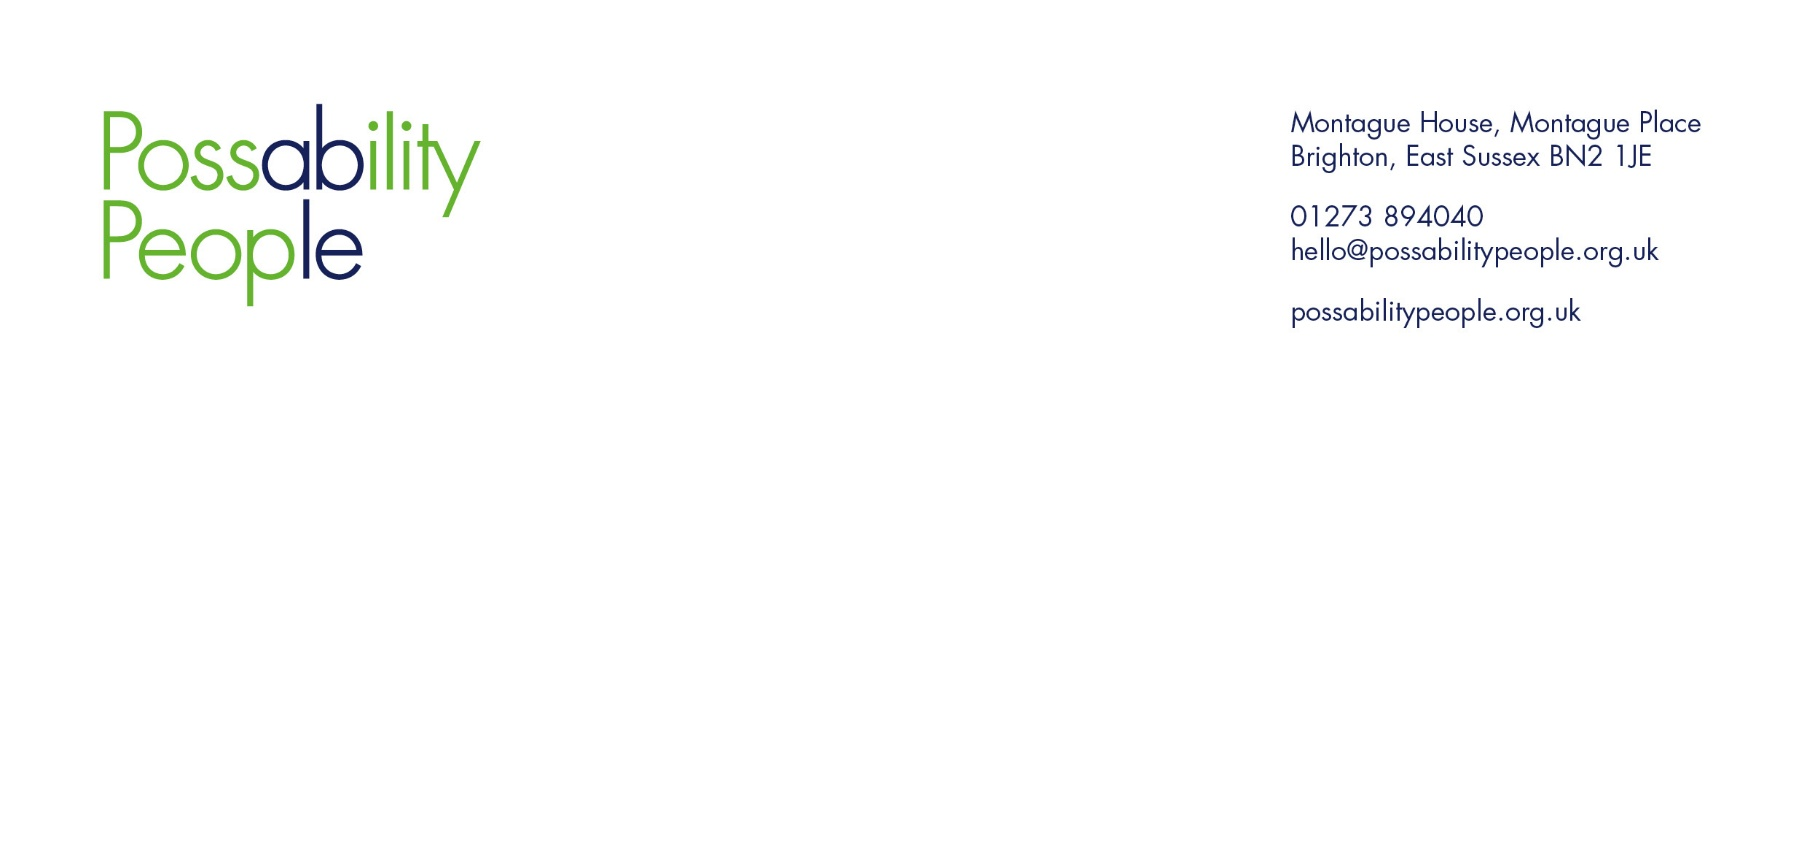 Possability
People
Montague House, Montague Place
Brighton, East Sussex BN2 1JE
01273 894040
hello@possabilitypeople.org.uk
possabilitypeople.org.uk